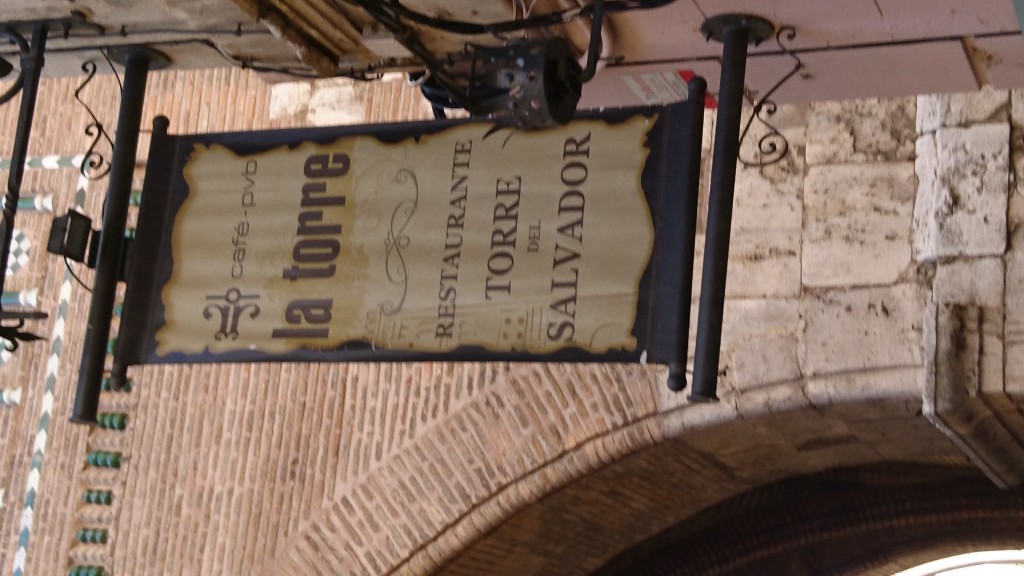 café-pvb
la torre
RESTAURANTE
TORRE
DEL
SALVADOR